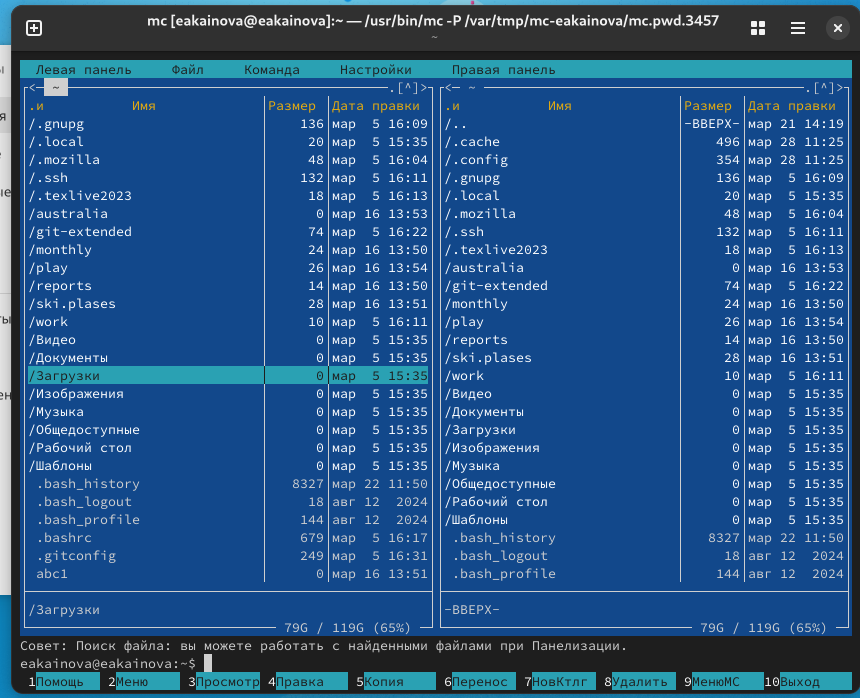 mc [eakainova@eakainova]:~ — /usr/bin/mc -P /var/tmp/mc-eakainova/mc.pwd.3457
~
Левая панель Файл Команда Настройки Правая панель
<─ ~ ─.[^]>
.и Имя Размер Дата правки
/.gnupg 136 мар 5 16:09
/.local 20 мар 5 15:35
/.mozilla 48 мар 5 16:04
/.ssh 132 мар 5 16:11
/.texlive2023 18 мар 5 16:13
/australia 0 мар 16 13:53
/git-extended 74 мар 5 16:22
/monthly 24 мар 16 13:50
/play 26 мар 16 13:54
/reports 14 мар 16 13:50
/ski.plases 28 мар 16 13:51
/work 10 мар 5 16:11
/Видео 0 мар 5 15:35
/Документы 0 мар 5 15:35
/Загрузки 0 мар 5 15:35
/Изображения 0 мар 5 15:35
/Музыка 0 мар 5 15:35
/Общедоступные 0 мар 5 15:35
/Рабочий стол 0 мар 5 15:35
/Шаблоны 0 мар 5 15:35
.bash_history 8327 мар 22 11:50
.bash_logout 18 авг 12 2024
.bash_profile 144 авг 12 2024
.bashrc 679 мар 5 16:17
.gitconfig 249 мар 5 16:31
abc1 0 мар 16 13:51
/Загрузки
79G / 119G (65%)
<─ ~ ─.[^]>
.и Имя Размер Дата правки
/.. -ВВЕРХ- мар 21 14:19
/.cache 496 мар 28 11:25
/.config 354 мар 28 11:25
/.gnupg 136 мар 5 16:09
/.local 20 мар 5 15:35
/.mozilla 48 мар 5 16:04
/.ssh 132 мар 5 16:11
/.texlive2023 18 мар 5 16:13
/australia 0 мар 16 13:53
/git-extended 74 мар 5 16:22
/monthly 24 мар 16 13:50
/play 26 мар 16 13:54
/reports 14 мар 16 13:50
/ski.plases 28 мар 16 13:51
/work 10 мар 5 16:11
/Видео 0 мар 5 15:35
/Документы 0 мар 5 15:35
/Загрузки 0 мар 5 15:35
/Изображения 0 мар 5 15:35
/Музыка 0 мар 5 15:35
/Общедоступные 0 мар 5 15:35
/Рабочий стол 0 мар 5 15:35
/Шаблоны 0 мар 5 15:35
.bash_history 8327 мар 22 11:50
.bash_logout 18 авг 12 2024
.bash_profile 144 авг 12 2024
-ВВЕРХ-
79G / 119G (65%)
Совет: Поиск файла: вы можете работать с найденными файлами при Панелизации.
eakainova@eakainova:~$
1Помощь 2Меню 3Просмотр 4Правка 5Копия 6Перенос 7НовКтлг 8Удалить 9МенюМС 10Выход